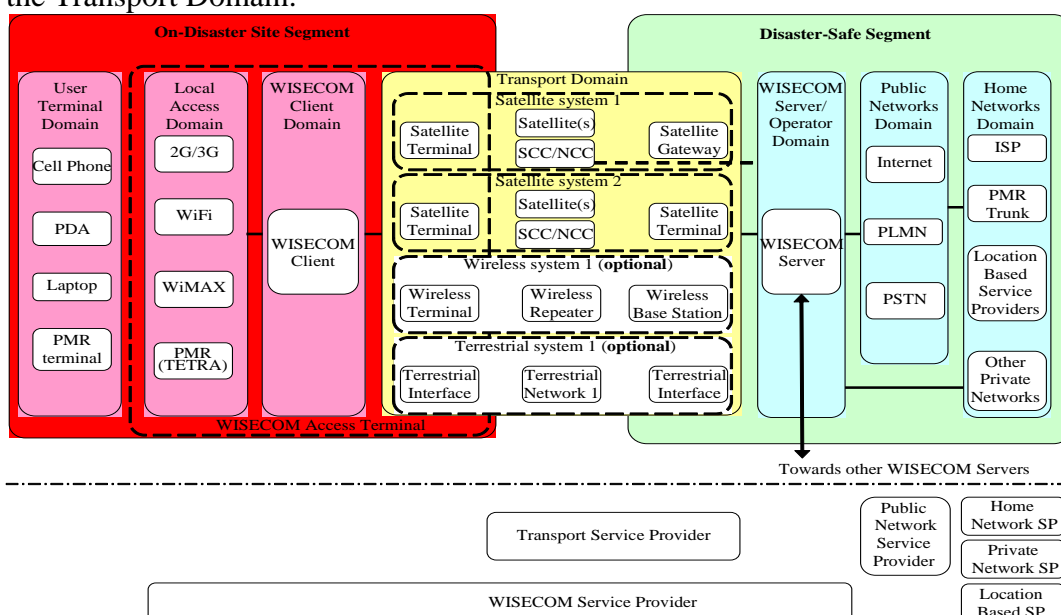 the Transport Domain.
On-Disaster Site Segment
Disaster-Safe Segment
User
Terminal
Domain
Cell Phone
PDA
Laptop
PMR
terminal
Local
Access
Domain
2G/3G
WiFi
WiMAX
PMR
(TETRA)
WISECOM
Client
Domain
WISECOM
Client
WISECOM Access Terminal
Transport Domain
Satellite system 1
Satellite
Terminal
Satellite(s)
SCC/NCC
Satellite
Gateway
Satellite system 2
Satellite
Terminal
Satellite(s)
SCC/NCC
Satellite
Terminal
Wireless system 1 (optional)
Wireless
Terminal
Wireless
Repeater
Wireless
Base Station
Terrestrial system 1 (optional)
Terrestrial
Interface
Terrestrial
Network 1
Terrestrial
Interface
WISECOM
Server/
Operator
Domain
WISECOM
Server
Public
Networks
Domain
Internet
PLMN
PSTN
Home
Networks
Domain
ISP
PMR
Trunk
Location
Based
Service
Providers
Other
Private
Networks
Towards other WISECOM Servers
Transport Service Provider
Public
Network
Service
Provider
Home
Network SP
Private
Network SP
Location
Based SP
WISECOM Service Provider